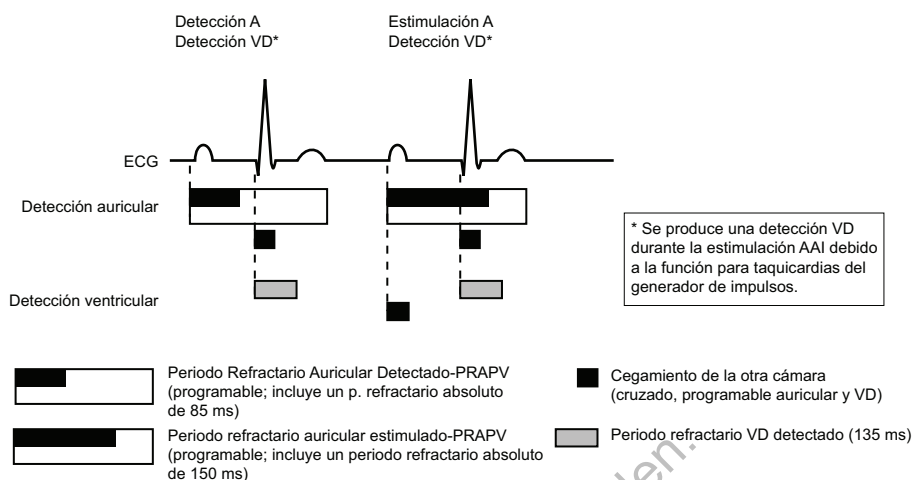 Detección A
Detección VD*
Estimulación A
Detección VD*
ECG
Detección auricular
* Se produce una detección VD
durante la estimulación AAI debido
a la función para taquicardias del
generador de impulsos.
Detección ventricular
Periodo Refractario Auricular Detectado-PRAPV
(programable; incluye un p. refractario absoluto
de 85 ms)
Cegamiento de la otra cámara
(cruzado, programable auricular y VD)
Periodo refractario auricular estimulado-PRAPV
(programable; incluye un periodo refractario absoluto
de 150 ms)
Periodo refractario VD detectado (135 ms)
den.